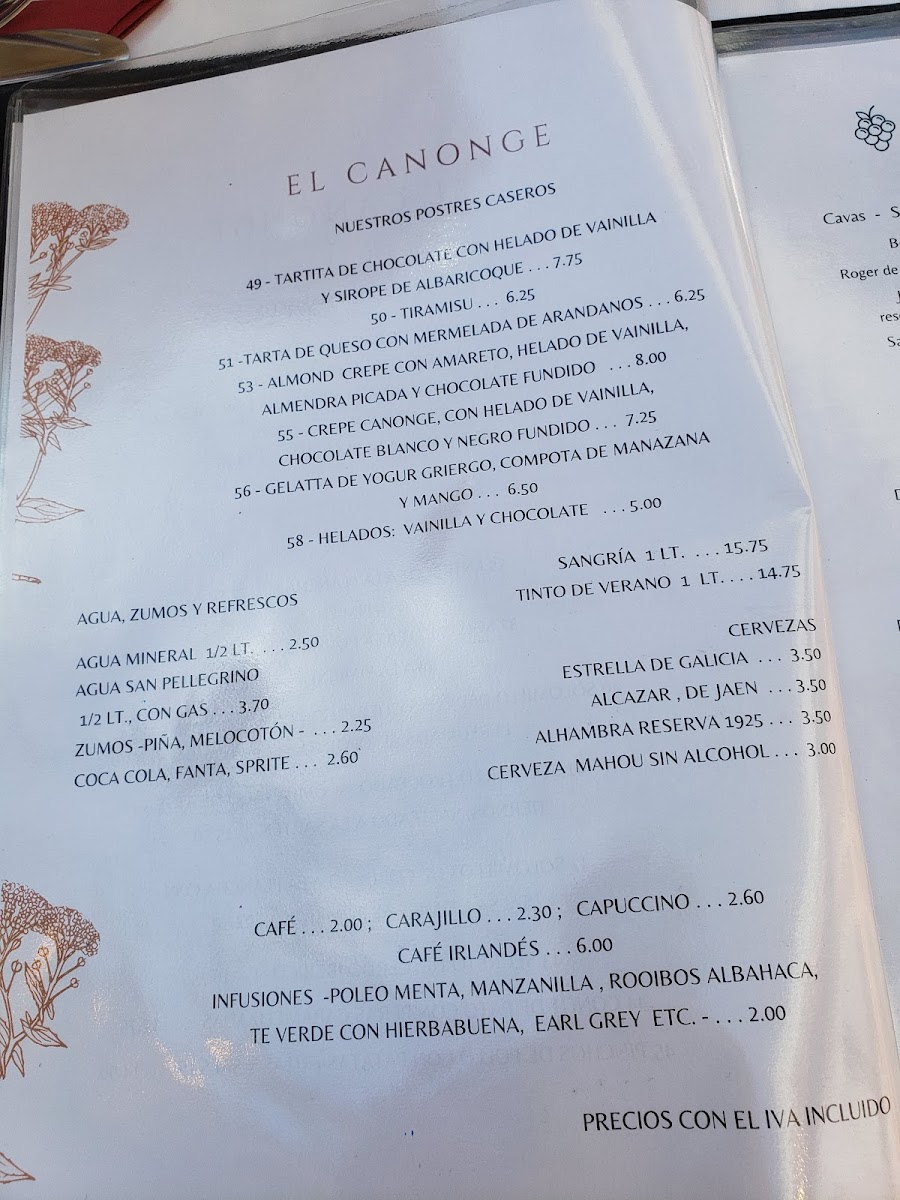 EL CANONGE
NUESTROS POSTRES CASEROS
49 - TARTITA DE CHOCOLATE CON HELADO DE VAINILLA
Y SIROPE DE ALBARICOQUE . . . 7.75
50 - TIRAMISU . . . 6.25
51 -TARTA DE QUESO CON MERMELADA DE ARANDANOS . . . 6.25
53 - ALMOND CREPE CON AMARETO, HELADO DE VAINILLA,
ALMENDRA PICADA Y CHOCOLATE FUNDIDO . . . 8.00
55 - CREPE CANONGE, CON HELADO DE VAINILLA,
CHOCOLATE BLANCO Y NEGRO FUNDIDO . . . 7.25
56 - GELATTA DE YOGUR GRIERGO, COMPOTA DE MANAZANA
Y MANGO . . . 6.50
58 - HELADOS: VAINILLA Y CHOCOLATE . . . 5.00
SANGRÍA 1 LT. . . . 15.75
TINTO DE VERANO 1 LT. . . . 14.75
AGUA, ZUMOS Y REFRESCOS
AGUA MINERAL 1/2 LT. . . . 2.50
AGUA SAN PELLEGRINO
1/2 LT., CON GAS . . . 3.70
ZUMOS -PIÑA, MELOCOTÓN - . . . 2.25
COCA COLA, FANTA, SPRITE . . . 2.60
CERVEZAS
ESTRELLA DE GALICIA . . . 3.50
ALCAZAR , DE JAEN . . . 3.50
ALHAMBRA RESERVA 1925 . . . 3.50
CERVEZA MAHOU SIN ALCOHOL . . . 3.00
CAFÉ . . . 2.00 ; CARAJILLO . . . 2.30 ; CAPUCCINO . . . 2.60
CAFÉ IRLANDÉS . . . 6.00
INFUSIONES -POLEO MENTA, MANZANILLA , ROOIBOS ALBAHACA,
TE VERDE CON HIERBABUENA, EARL GREY ETC. - . . . 2.00
PRECIOS CON EL IVA INCLUIDO
Cavas - S
B
Roger de
res
Sa